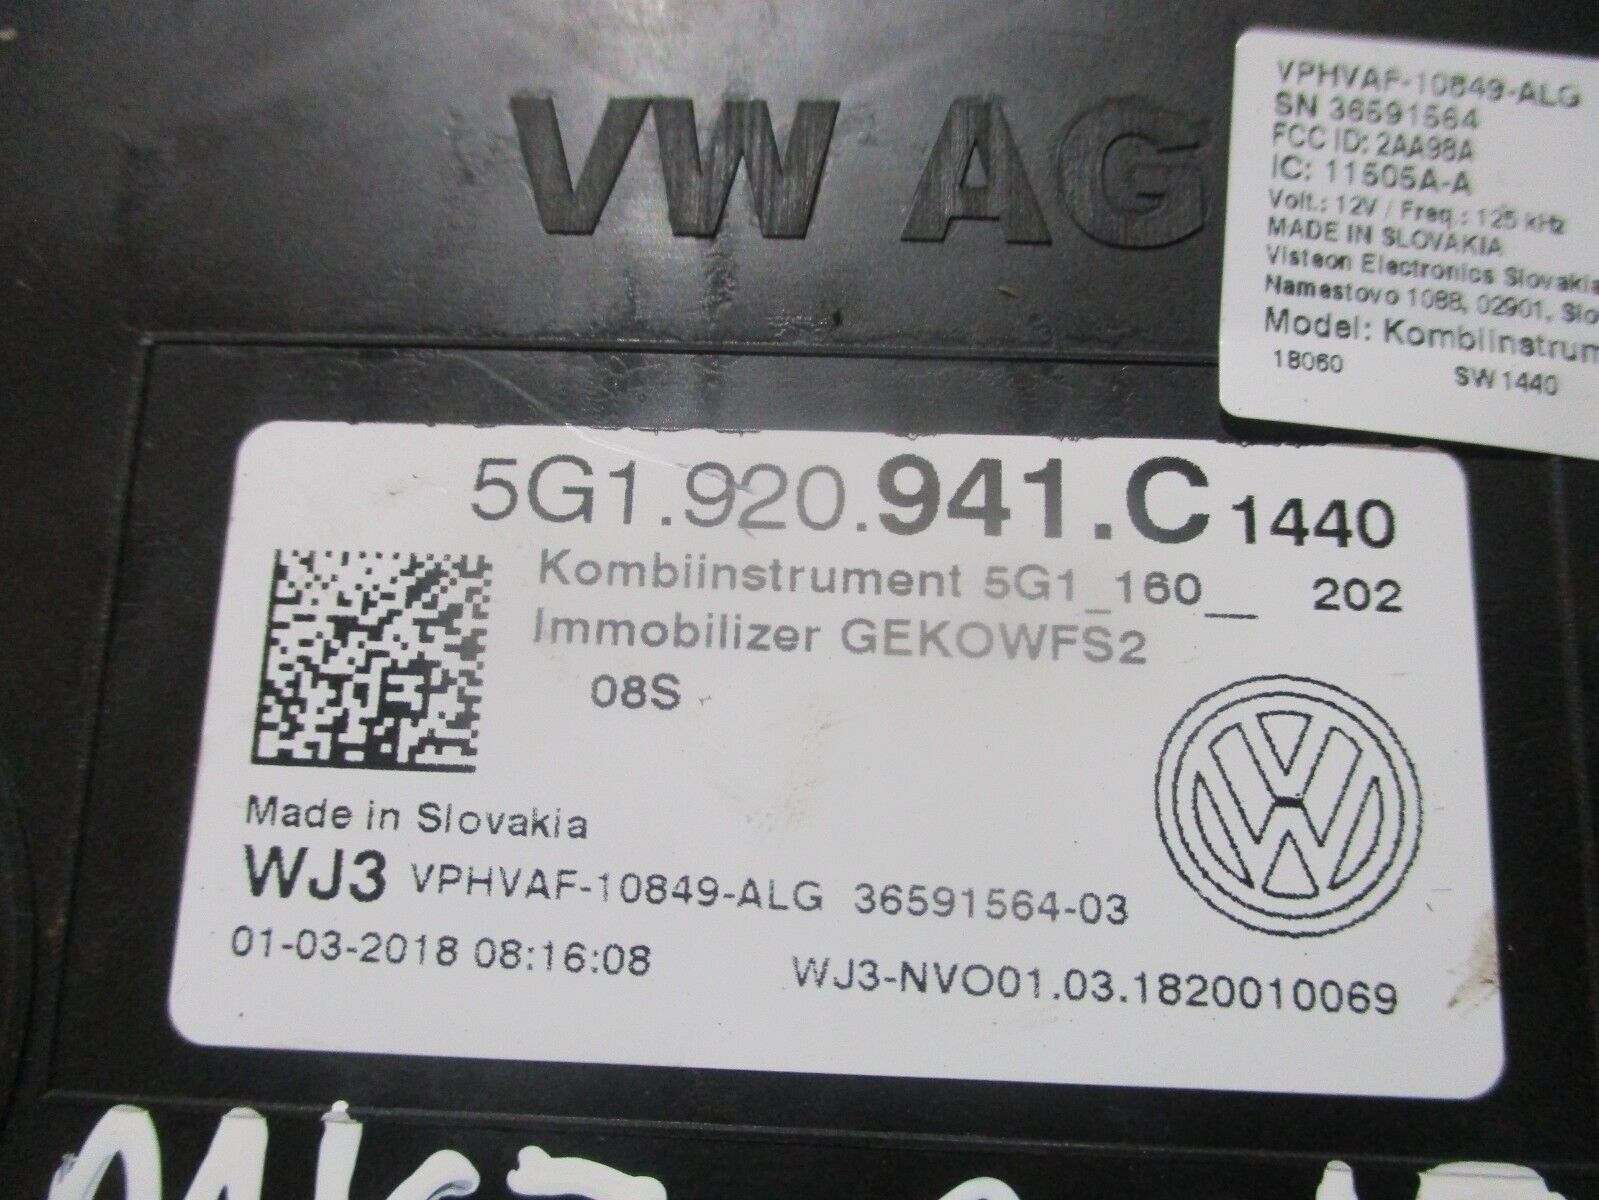 VW AG
VPHVAF-10849-ALG
SN 36591564
FCC ID: 2AA98A
IC: 11505A-A
Volt.: 12V / Freq.: 125 kHz
MADE IN SLOVAKIA
Visteon Electronics Slovakia
Namestovo 1088, 02901, Slo
Model: Kombiinstrum
18060 SW1440
5G1.920.941.C 1440
Kombiinstrument 5G1_160__ 202
Immobilizer GEKOWFS2
08S
Made in Slovakia
WJ3 VPHVAF-10849-ALG 36591564-03
01-03-2018 08:16:08
WJ3-NVO01.03.1820010069
MK7